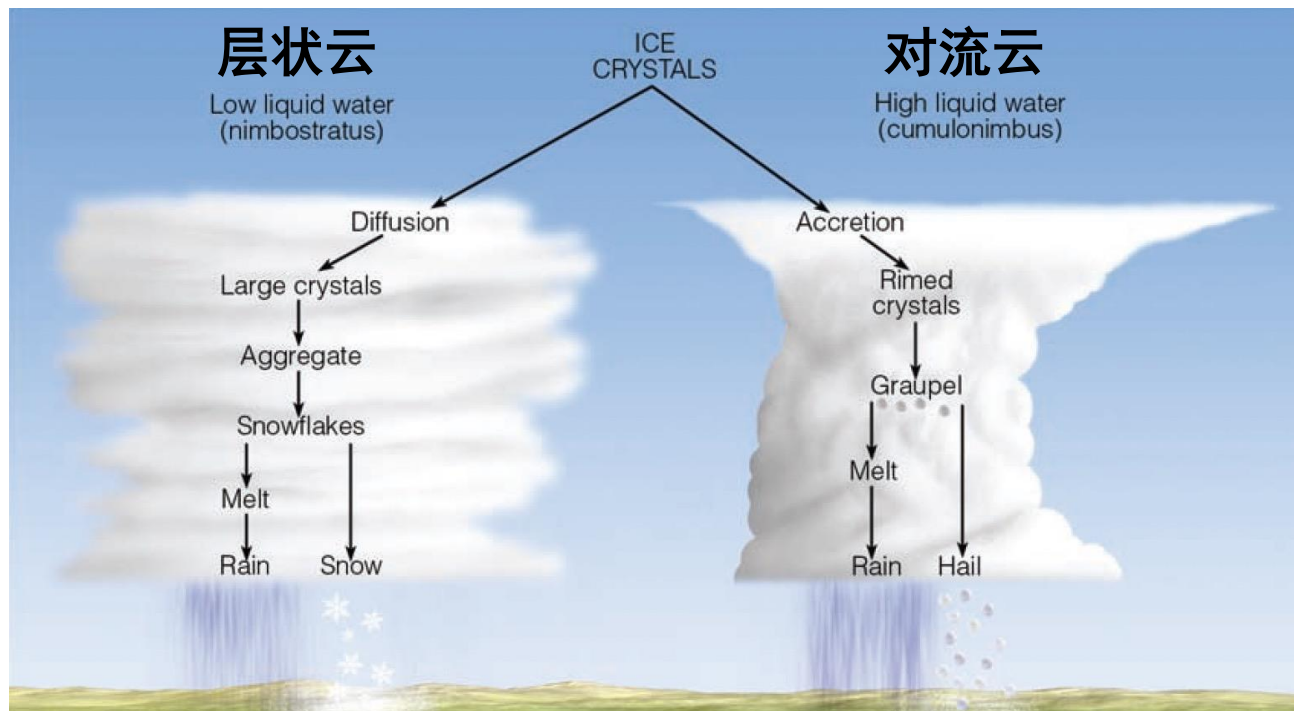 层状云
Low liquid water
(nimbostratus)
ICE
CRYSTALS
对流云
High liquid water
(cumulonimbus)
Diffusion
Large crystals
Aggregate
Snowflakes
Melt
Rain
Snow
Accretion
Rimed
crystals
Graupel
Melt
Rain
Hail